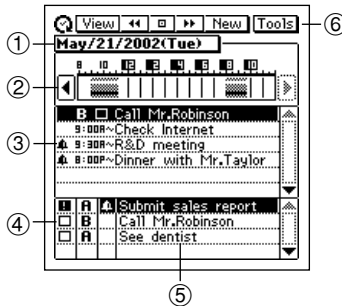 View New Tools ⑥
① May/21/2002(Tue)
8 10 12 2 4 6 8 10
②
B Call Mr.Robinson
9:00A~Check Internet
③ 9:30A~R&D meeting
8:00P~Dinner with Mr.Taylor
! A Submit sales report
④ B Call Mr.Robinson
A See dentist
⑤